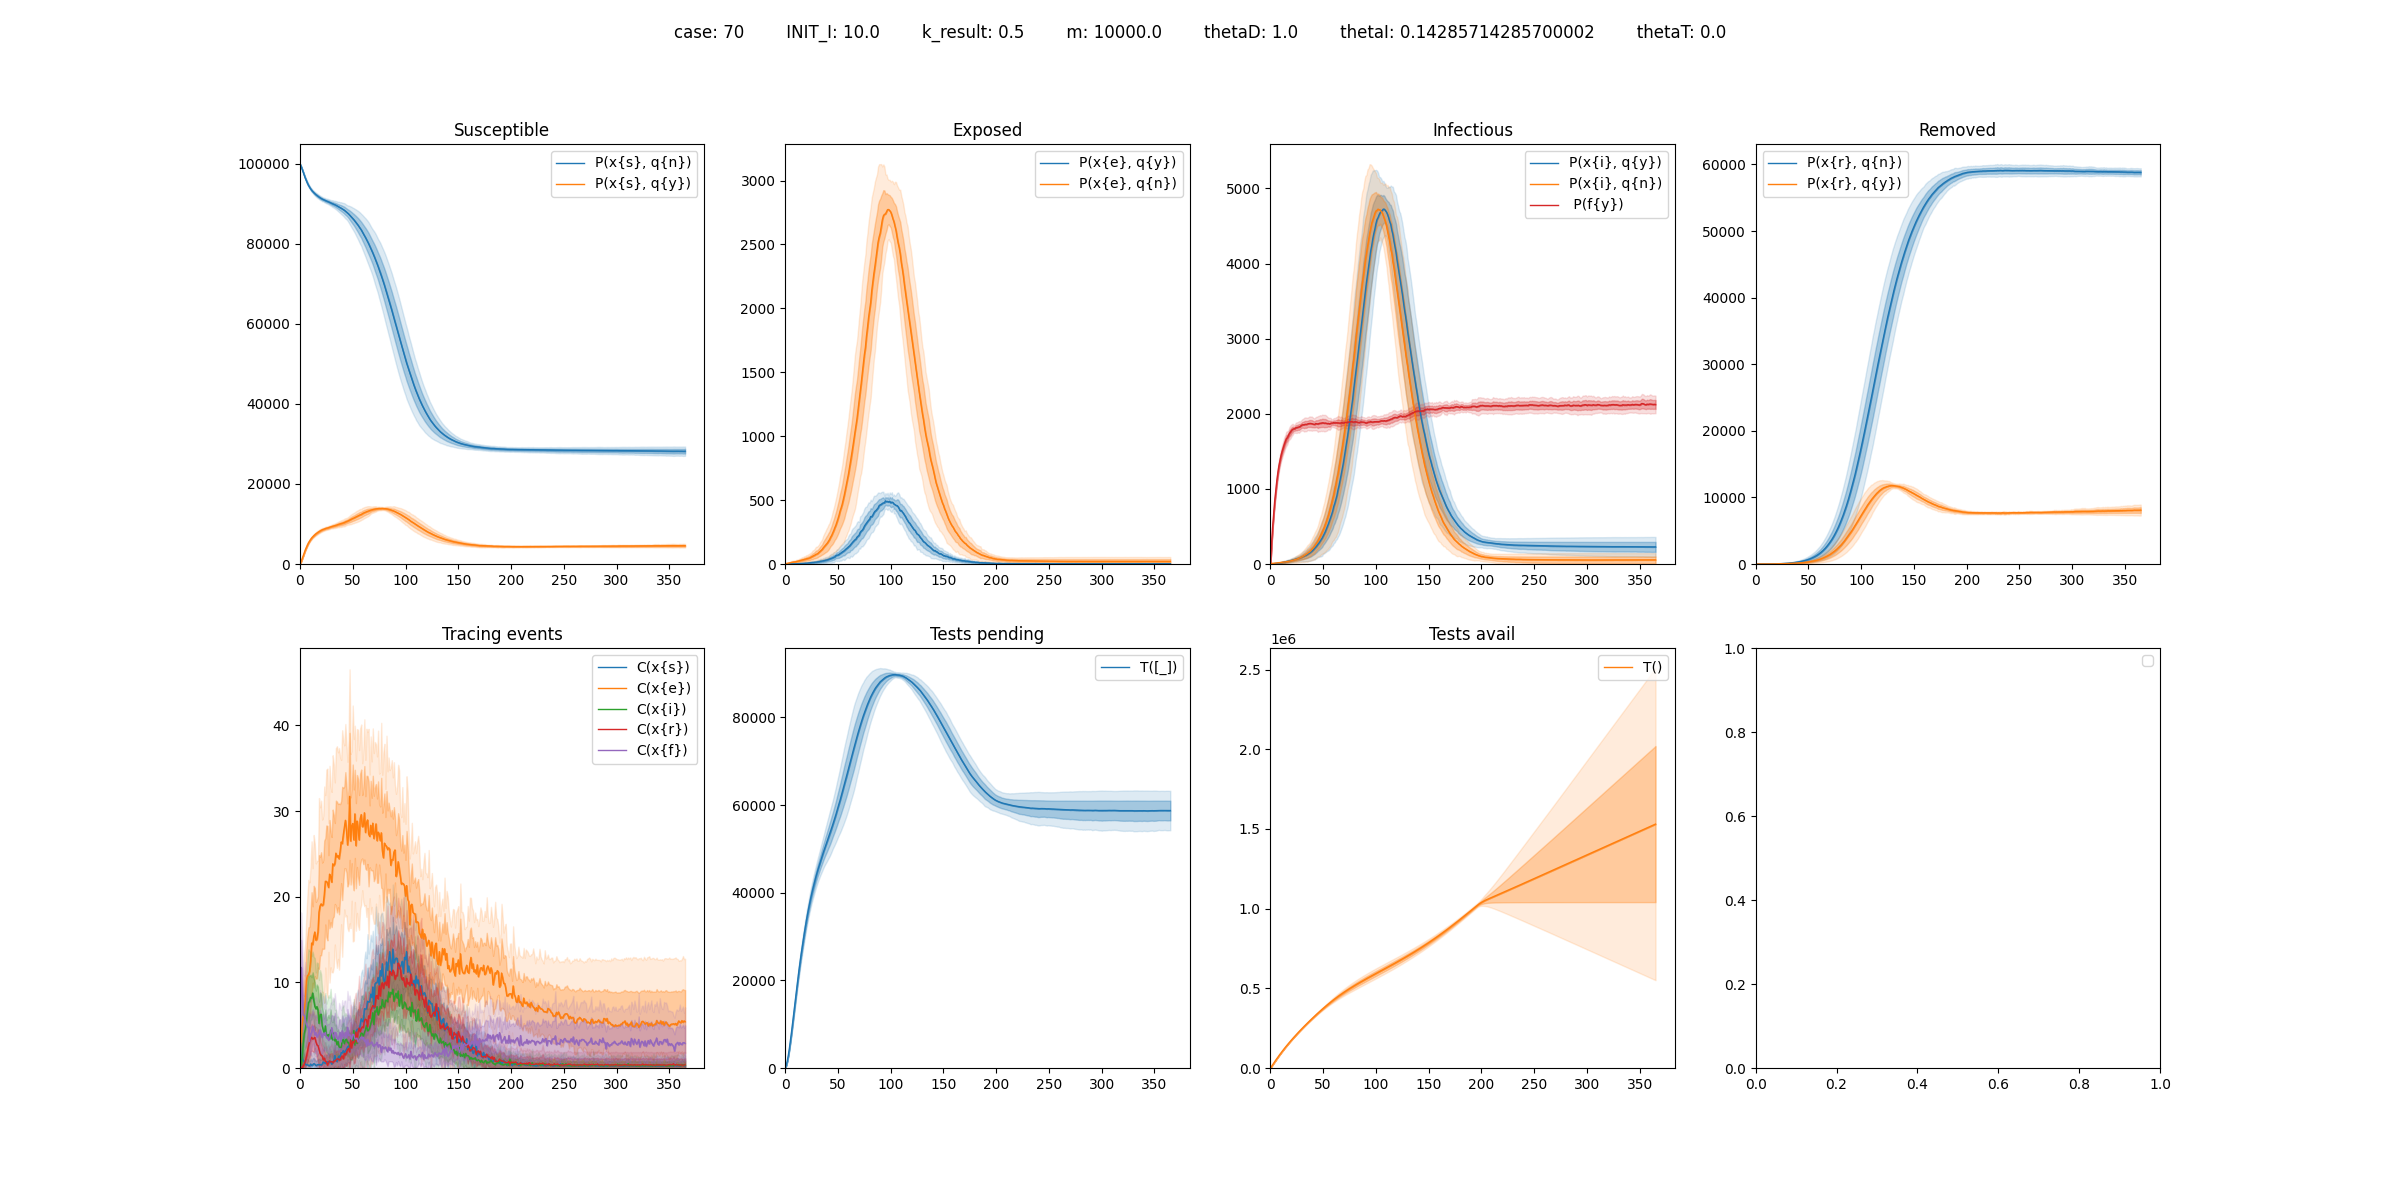 case: 70 INIT_I: 10.0 k_result: 0.5 m: 10000.0 thetaD: 1.0 thetaI: 0.14285714285700002 thetaT: 0.0
Susceptible
100000
80000
60000
40000
20000
0
0 50 100 150 200 250 300 350
P(x{s}, q{n})
P(x{s}, q{y})
Exposed
3000
2500
2000
1500
1000
500
0
0 50 100 150 200 250 300 350
P(x{e}, q{y})
P(x{e}, q{n})
Infectious
5000
4000
3000
2000
1000
0
0 50 100 150 200 250 300 350
P(x{i}, q{y})
P(x{i}, q{n})
P(f{y})
Removed
60000
50000
40000
30000
20000
10000
0
0 50 100 150 200 250 300 350
P(x{r}, q{n})
P(x{r}, q{y})
Tracing events
40
30
20
10
0
0 50 100 150 200 250 300 350
C(x{s})
C(x{e})
C(x{i})
C(x{r})
C(x{f})
Tests pending
80000
60000
40000
20000
0
0 50 100 150 200 250 300 350
T([_])
Tests avail
1e6
2.5
2.0
1.5
1.0
0.5
0.0
0 50 100 150 200 250 300 350
T()
1.0
0.8
0.6
0.4
0.2
0.0
0.0 0.2 0.4 0.6 0.8 1.0